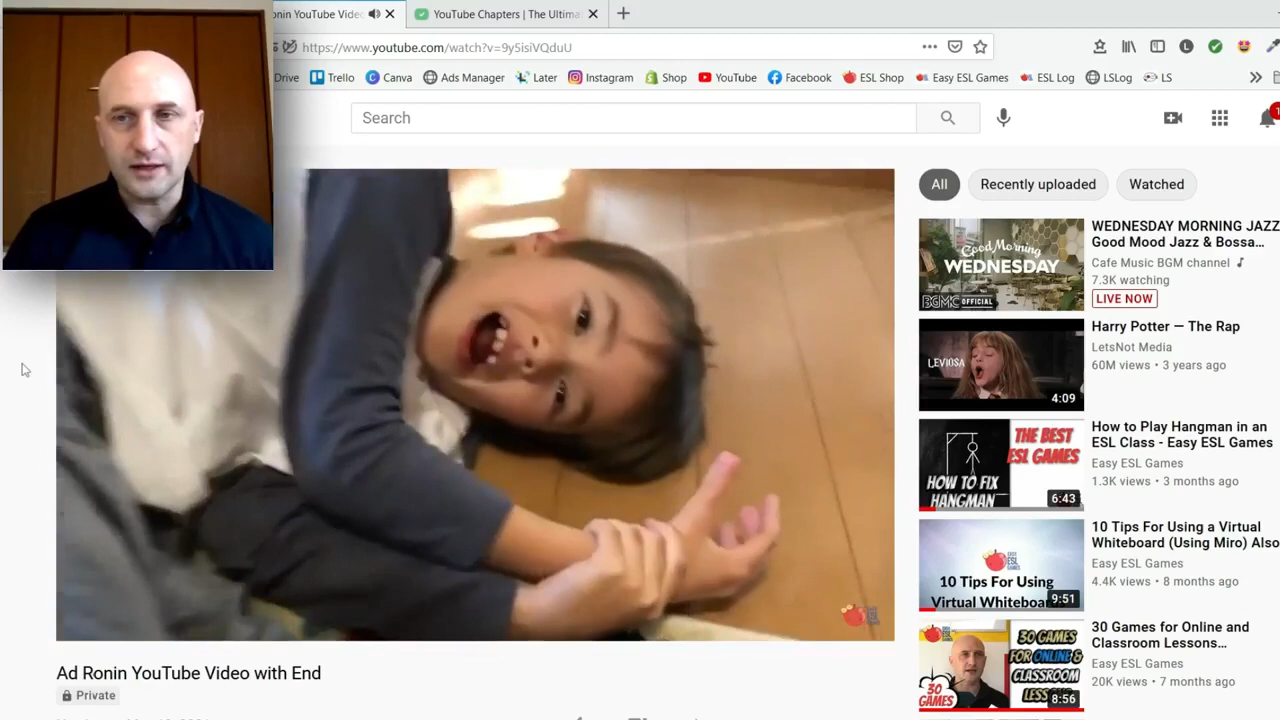 onin YouTube Vide
YouTube Chapters | The Ultima
https://www.youtube.com/watch?v=9ySisiVQduU
Drive
Trello
Canva
Ads Manager
Later
Instagram
Shop
YouTube
Facebook
ESL Shop
Easy ESL Games
ESL Log
LSLog
LS
Search
All
Recently uploaded
Watched
Good Morning
WEDNESDAY
BGMC OFFICIAL
WEDNESDAY MORNING JAZZ
Good Mood Jazz & Bossa...
Cafe Music BGM channel
7.3K watching
LIVE NOW
LEVIOSA
4:09
Harry Potter — The Rap
LetsNot Media
60M views • 3 years ago
THE BEST
ESL GAMES
HOW TO FIX
HANGMAN
6:43
How to Play Hangman in an
ESL Class - Easy ESL Games
Easy ESL Games
1.3K views • 3 months ago
EASY
ESL
GAMES
10 Tips For Using
Virtual Whiteboar
9:51
10 Tips For Using a Virtual
Whiteboard (Using Miro) Also
Easy ESL Games
4.4K views • 8 months ago
30 GAMES
FOR ONLINE &
CLASSROOM
LESS
30
GAMES
8:56
30 Games for Online and
Classroom Lessons...
Easy ESL Games
20K views • 7 months ago
Ad Ronin YouTube Video with End
Private